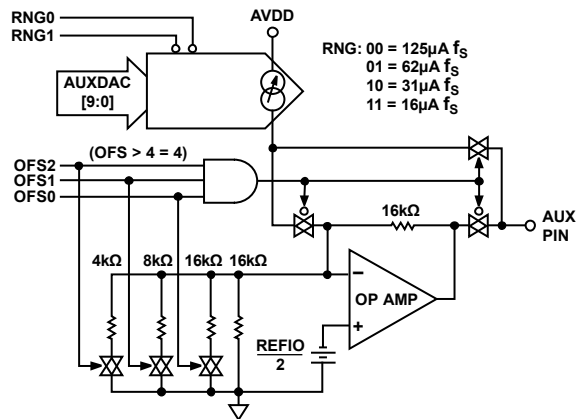 RNG0
RNG1
AVDD
AUXDAC
[9:0]
RNG: 00 = 125µA fS
01 = 62µA fS
10 = 31µA fS
11 = 16µA fS
OFS2
OFS1
OFS0
(OFS > 4 = 4)
16kΩ
AUX
PIN
4kΩ 8kΩ 16kΩ 16kΩ
–
OP AMP
+
REFIO
2